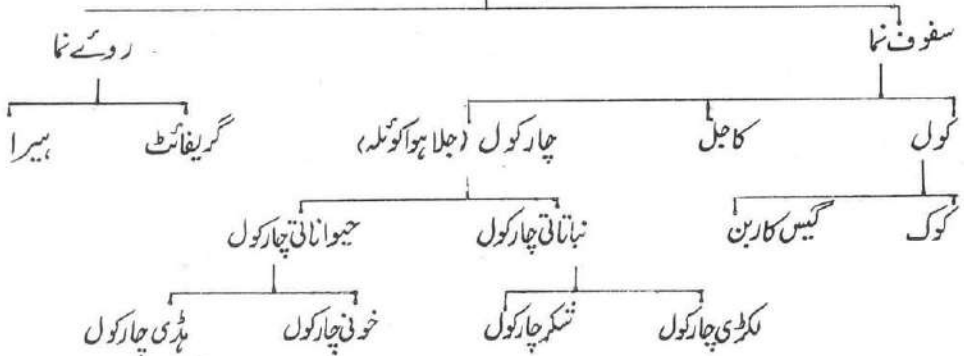 سفوف نما روئے نما
کول کاجل چارکول (جلا ہوا کوئلہ) گریفائٹ ہیرا
کوک گیس کاربن نباتاتی چارکول حیواناتی چارکول
لکڑی چارکول شکر چارکول خونی چارکول ہڈی چارکول